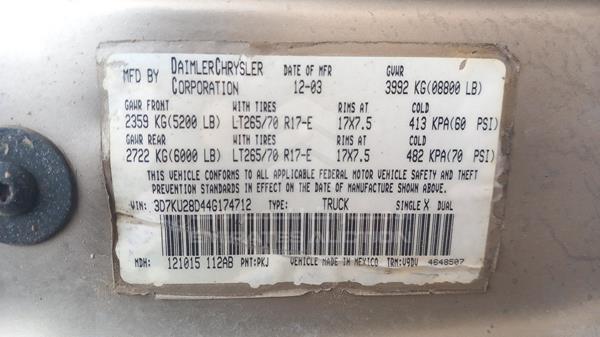 MFD BY DAIMLERCHRYSLER CORPORATION DATE OF MFR 12-03 GVWR 3992 KG(08800 LB)
GAWR FRONT WITH TIRES RIMS AT COLD
2359 KG(5200 LB) LT265/70 R17-E 17X7.5 413 KPA(60 PSI)
GAWR REAR WITH TIRES RIMS AT COLD
2722 KG(6000 LB) LT265/70 R17-E 17X7.5 482 KPA(70 PSI)
THIS VEHICLE CONFORMS TO ALL APPLICABLE FEDERAL MOTOR VEHICLE SAFETY AND THEFT
PREVENTION STANDARDS IN EFFECT ON THE DATE OF MANUFACTURE SHOWN ABOVE.
VIN: 3D7KU28D44G174712 TYPE: TRUCK SINGLE X DUAL
MDH: 121015 112AB PNT:PKJ VEHICLE MADE IN MEXICO TRM:V9DV 4648507